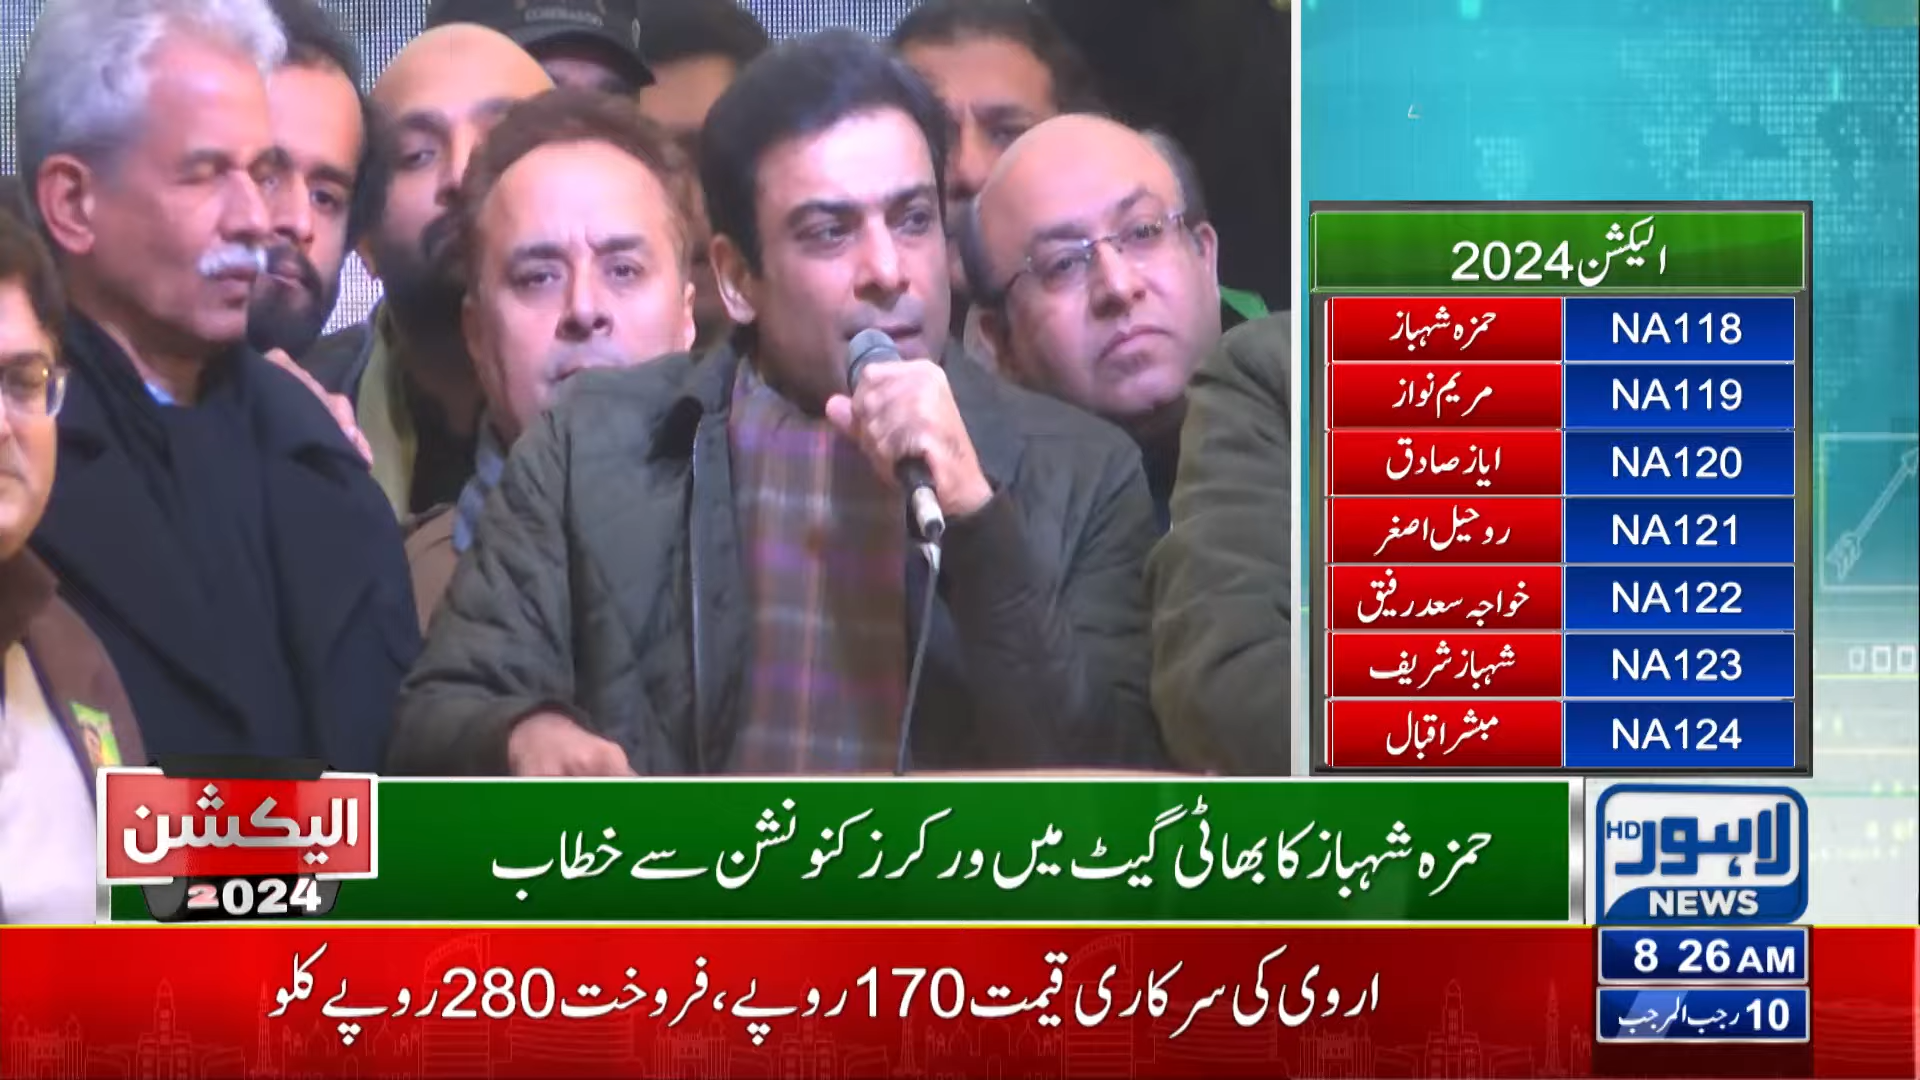 COMMANDO
الیکشن 2024
حمزہ شہباز NA118
مریم نواز NA119
ایاز صادق NA120
روحیل اصغر NA121
خواجہ سعد رفیق NA122
شہباز شریف NA123
مبشر اقبال NA124
الیکشن
2024
حمزہ شہباز کا بھاٹی گیٹ میں ورکرز کنونشن سے خطاب
لاہور HD
NEWS
اروی کی سرکاری قیمت 170 روپے، فروخت 280 روپے کلو
8 26 AM
10 رجب المرجب